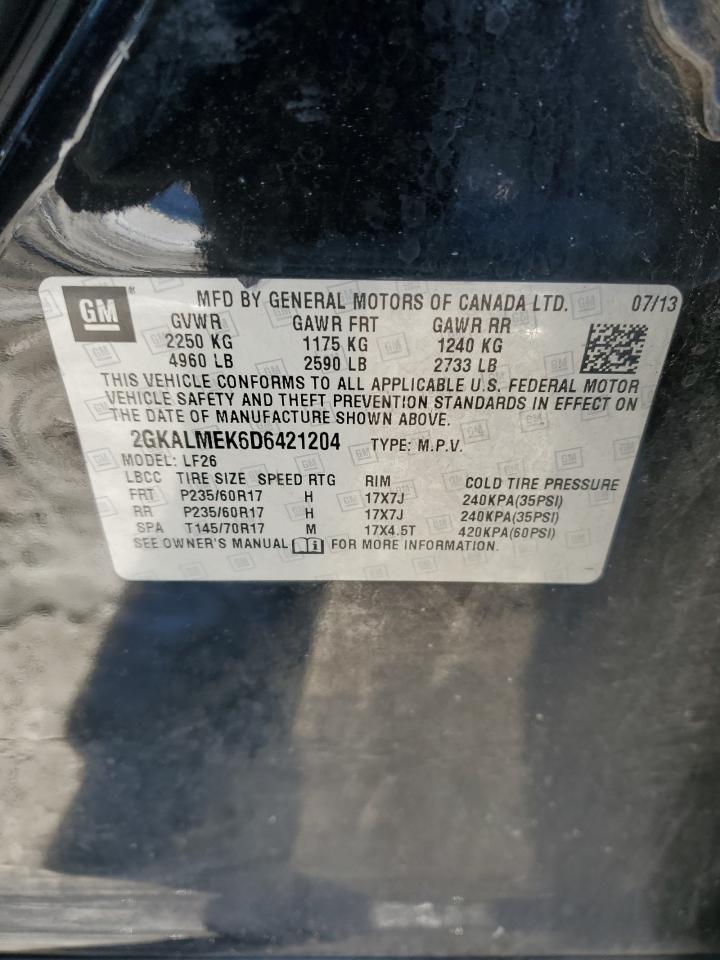 GM ® MFD BY GENERAL MOTORS OF CANADA LTD. 07/13
GVWR GAWR FRT GAWR RR
2250 KG 1175 KG 1240 KG
4960 LB 2590 LB 2733 LB
THIS VEHICLE CONFORMS TO ALL APPLICABLE U.S. FEDERAL MOTOR
VEHICLE SAFETY AND THEFT PREVENTION STANDARDS IN EFFECT ON
THE DATE OF MANUFACTURE SHOWN ABOVE.
2GKALMEK6D6421204 TYPE: M.P.V.
MODEL: LF26
LBCC TIRE SIZE SPEED RTG RIM COLD TIRE PRESSURE
FRT P235/60R17 H 17X7J 240KPA(35PSI)
RR P235/60R17 H 17X7J 240KPA(35PSI)
SPA T145/70R17 M 17X4.5T 420KPA(60PSI)
SEE OWNER'S MANUAL FOR MORE INFORMATION.